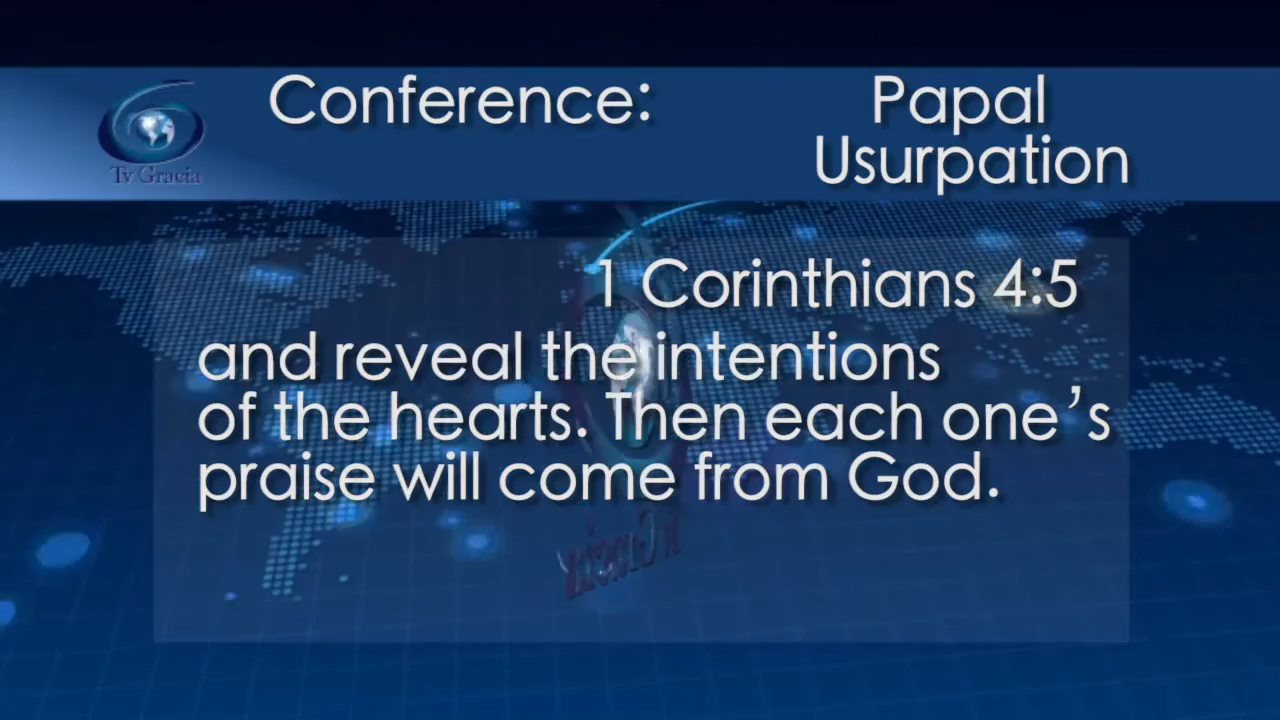 Tv Gracia
Conference: Papal
Usurpation
1 Corinthians 4:5
and reveal the intentions
of the hearts. Then each one’s
praise will come from God.